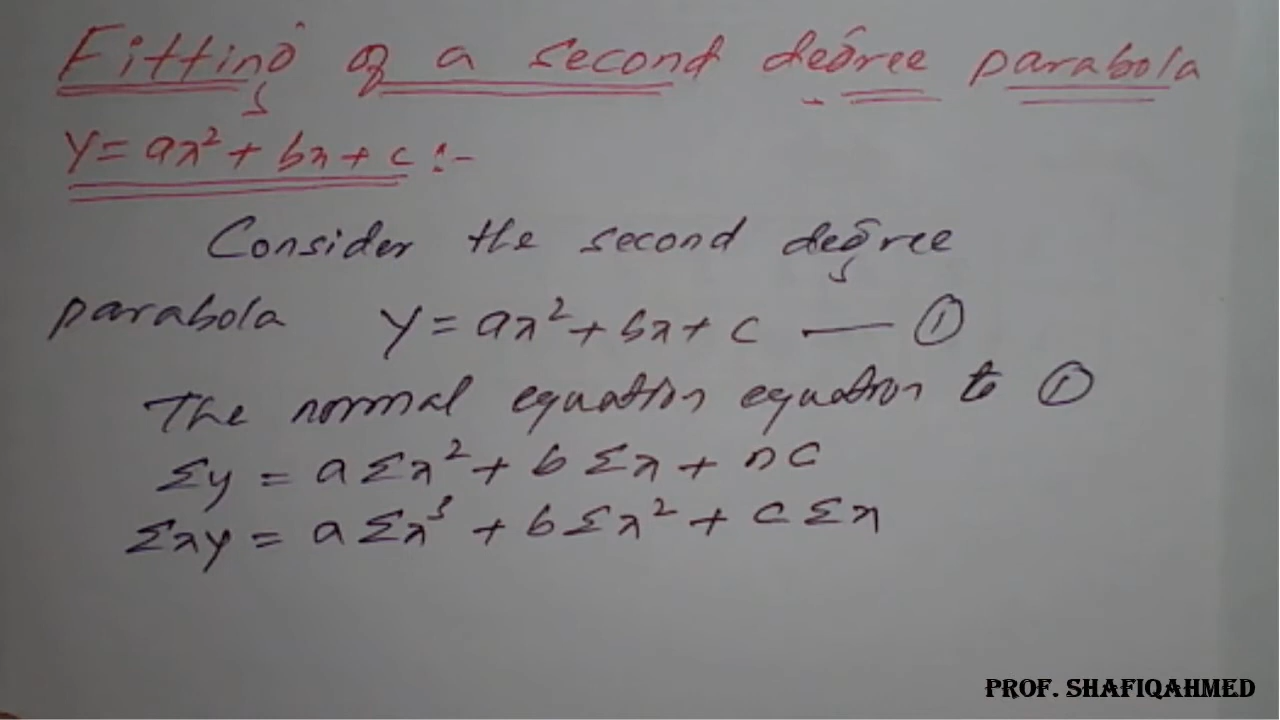 Fitting of a second degree parabola
y = ax² + bx + c :-
Consider the second degree
parabola y = ax² + bx + c — ①
The normal equation equation to ①
Σy = aΣx² + bΣx + nc
Σxy = aΣx³ + bΣx² + cΣx
PROF. SHAFIQAHMED